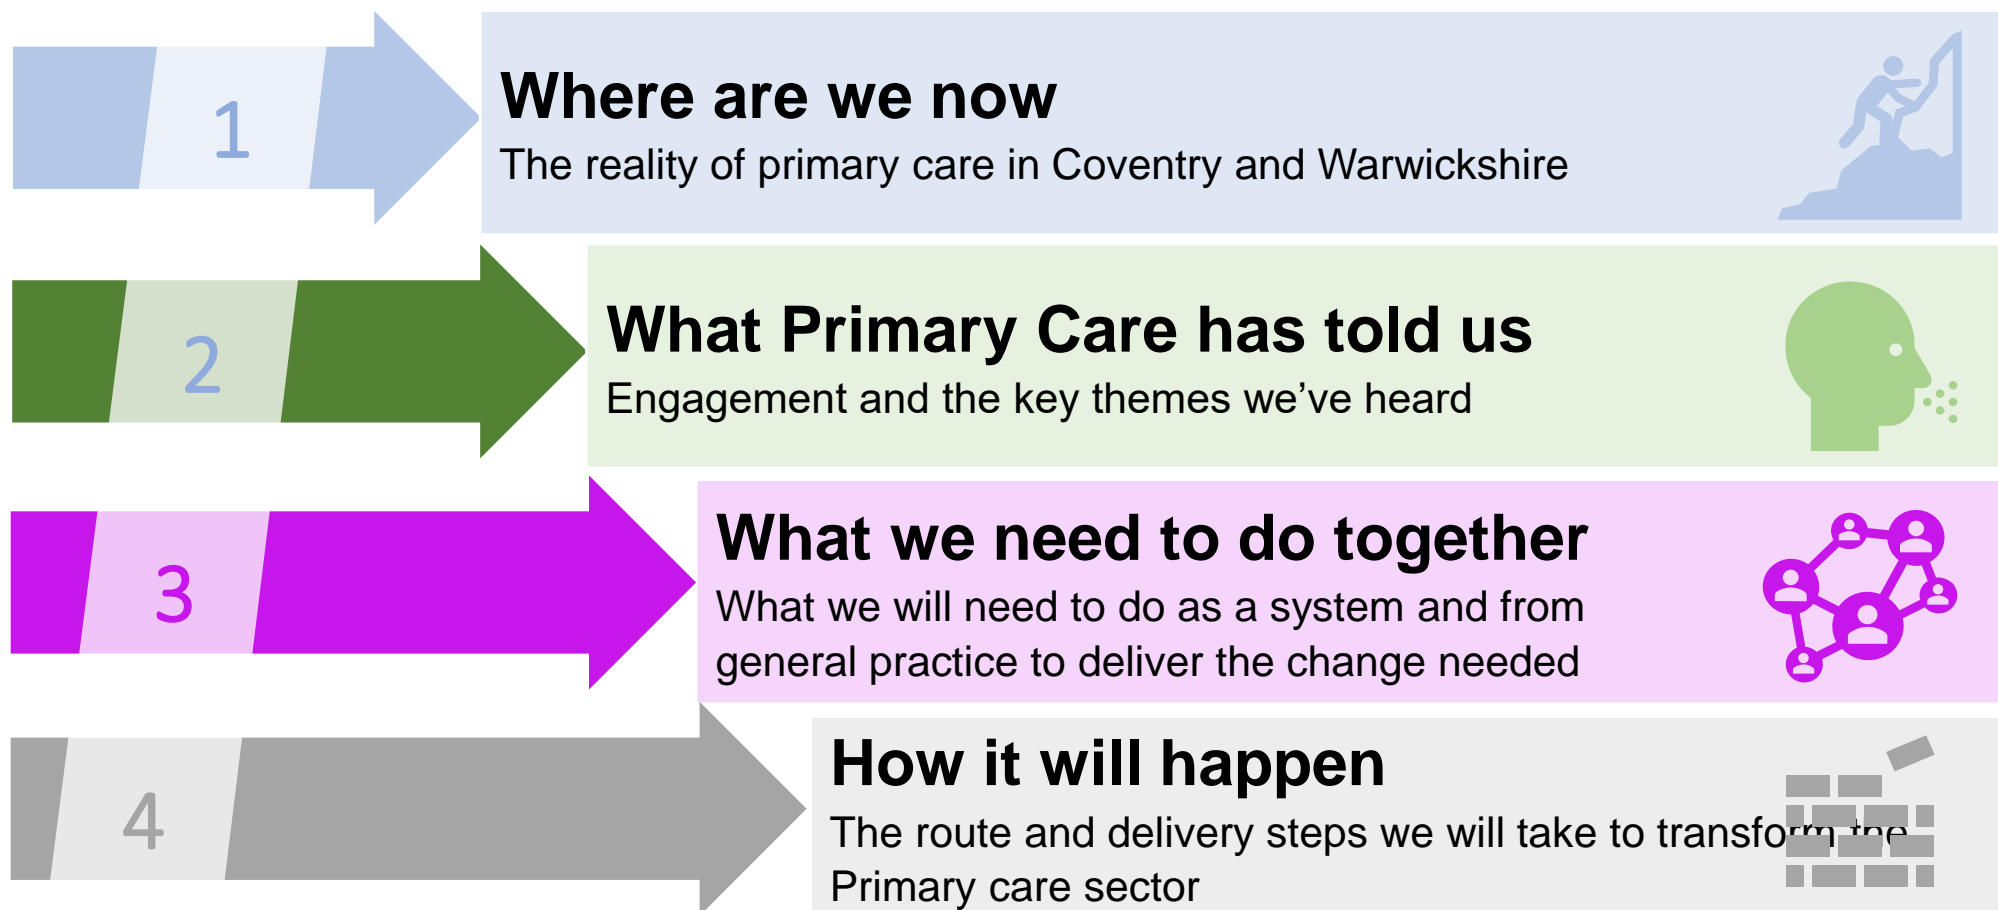 1
Where are we now
The reality of primary care in Coventry and Warwickshire
2
What Primary Care has told us
Engagement and the key themes we’ve heard
3
What we need to do together
What we will need to do as a system and from
general practice to deliver the change needed
4
How it will happen
The route and delivery steps we will take to transform the
Primary care sector